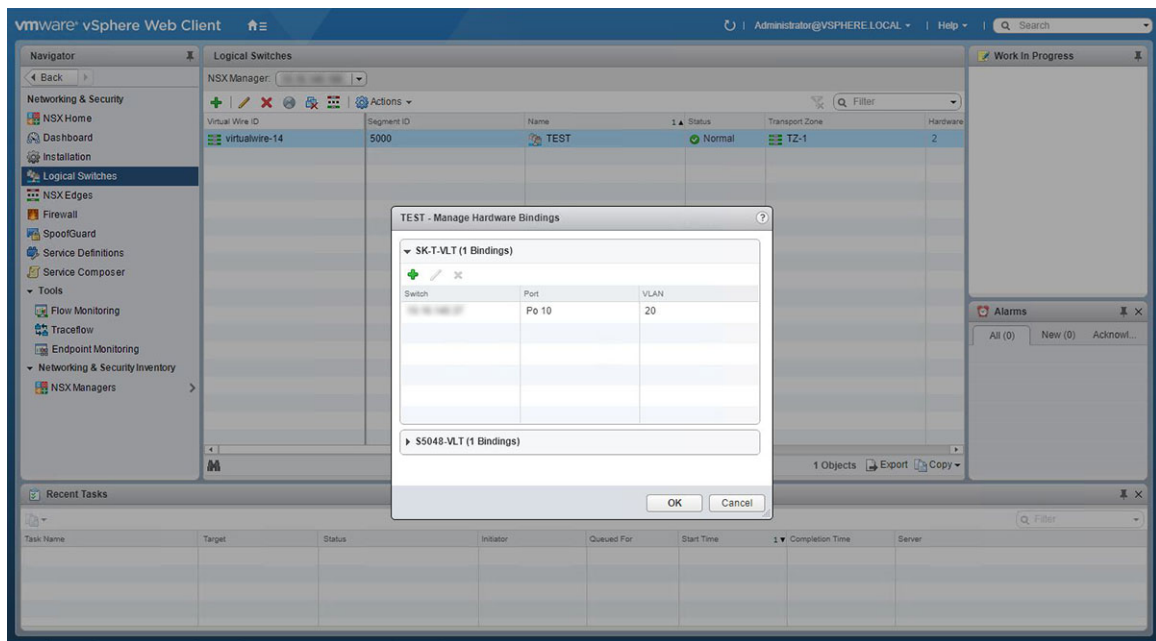 vmware® vSphere Web Client
Administrator@VSPHERE.LOCAL | Help | Search
Navigator
Back
Networking & Security
NSX Home
Dashboard
Installation
Logical Switches
NSX Edges
Firewall
SpoofGuard
Service Definitions
Service Composer
Tools
Flow Monitoring
Traceflow
Endpoint Monitoring
Networking & Security Inventory
NSX Managers
Logical Switches
NSX Manager:
Actions
Filter
Virtual Wire ID Segment ID Name 1 Status Transport Zone Hardware
virtualwire-14 5000 TEST Normal TZ-1 2
1 Objects Export Copy
TEST - Manage Hardware Bindings
SK-T-VLT (1 Bindings)
Switch Port VLAN
Po 10 20
S5048-VLT (1 Bindings)
OK Cancel
Work In Progress
Alarms
All (0) New (0) Acknowl...
Recent Tasks
Filter
Task Name Target Status Initiator Queued For Start Time 1 Completion Time Server